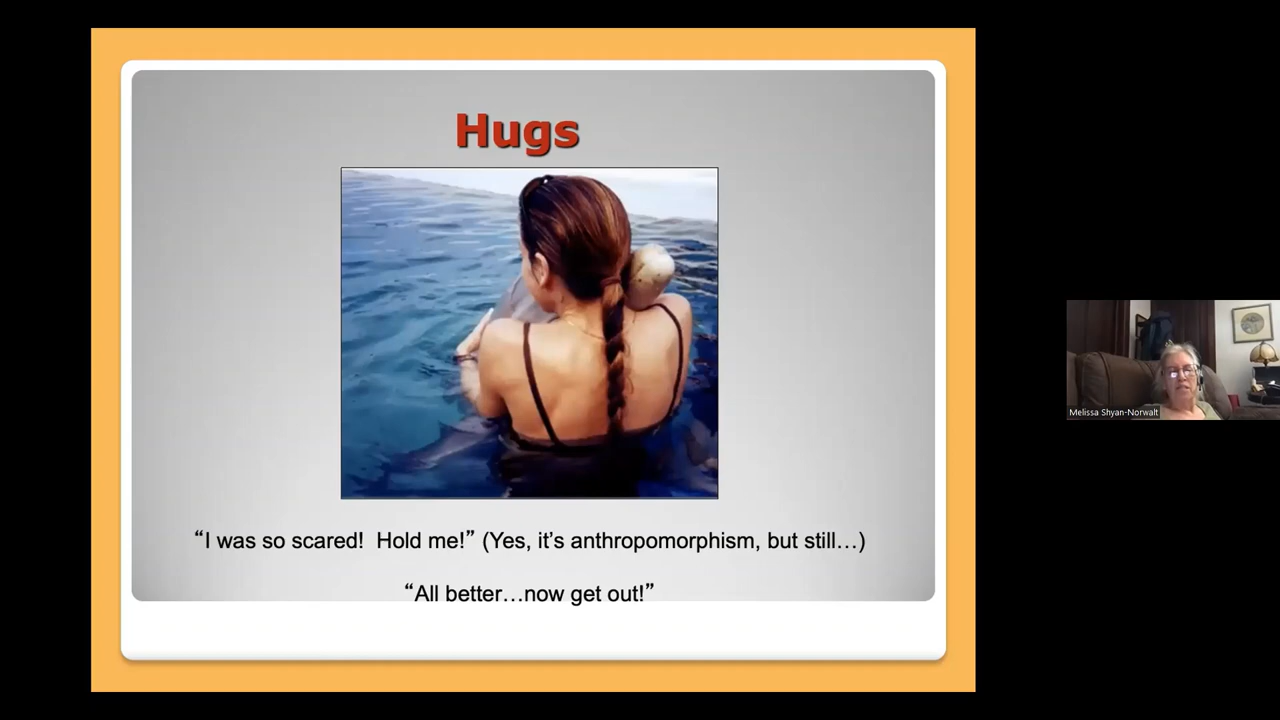 Hugs
“I was so scared!  Hold me!” (Yes, it’s anthropomorphism, but still…)
“All better…now get out!”
Melissa Shyan-Norwalt